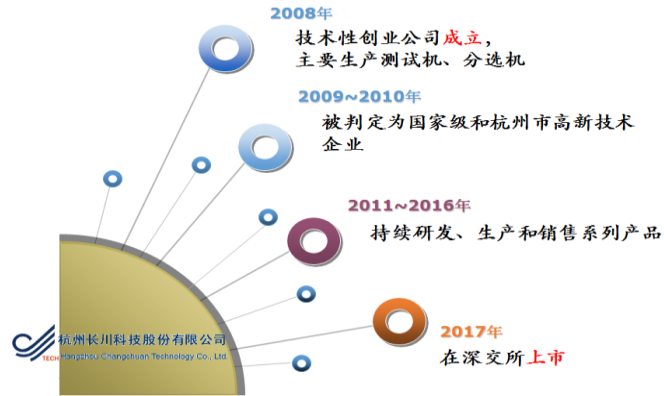 2008年
技术性创业公司成立,
主要生产测试机、分选机
2009~2010年
被判定为国家级和杭州市高新技术
企业
2011~2016年
持续研发、生产和销售系列产品
2017年
在深交所上市
杭州长川科技股份有限公司
TECH
Hangzhou Changchuan Technology Co., Ltd.